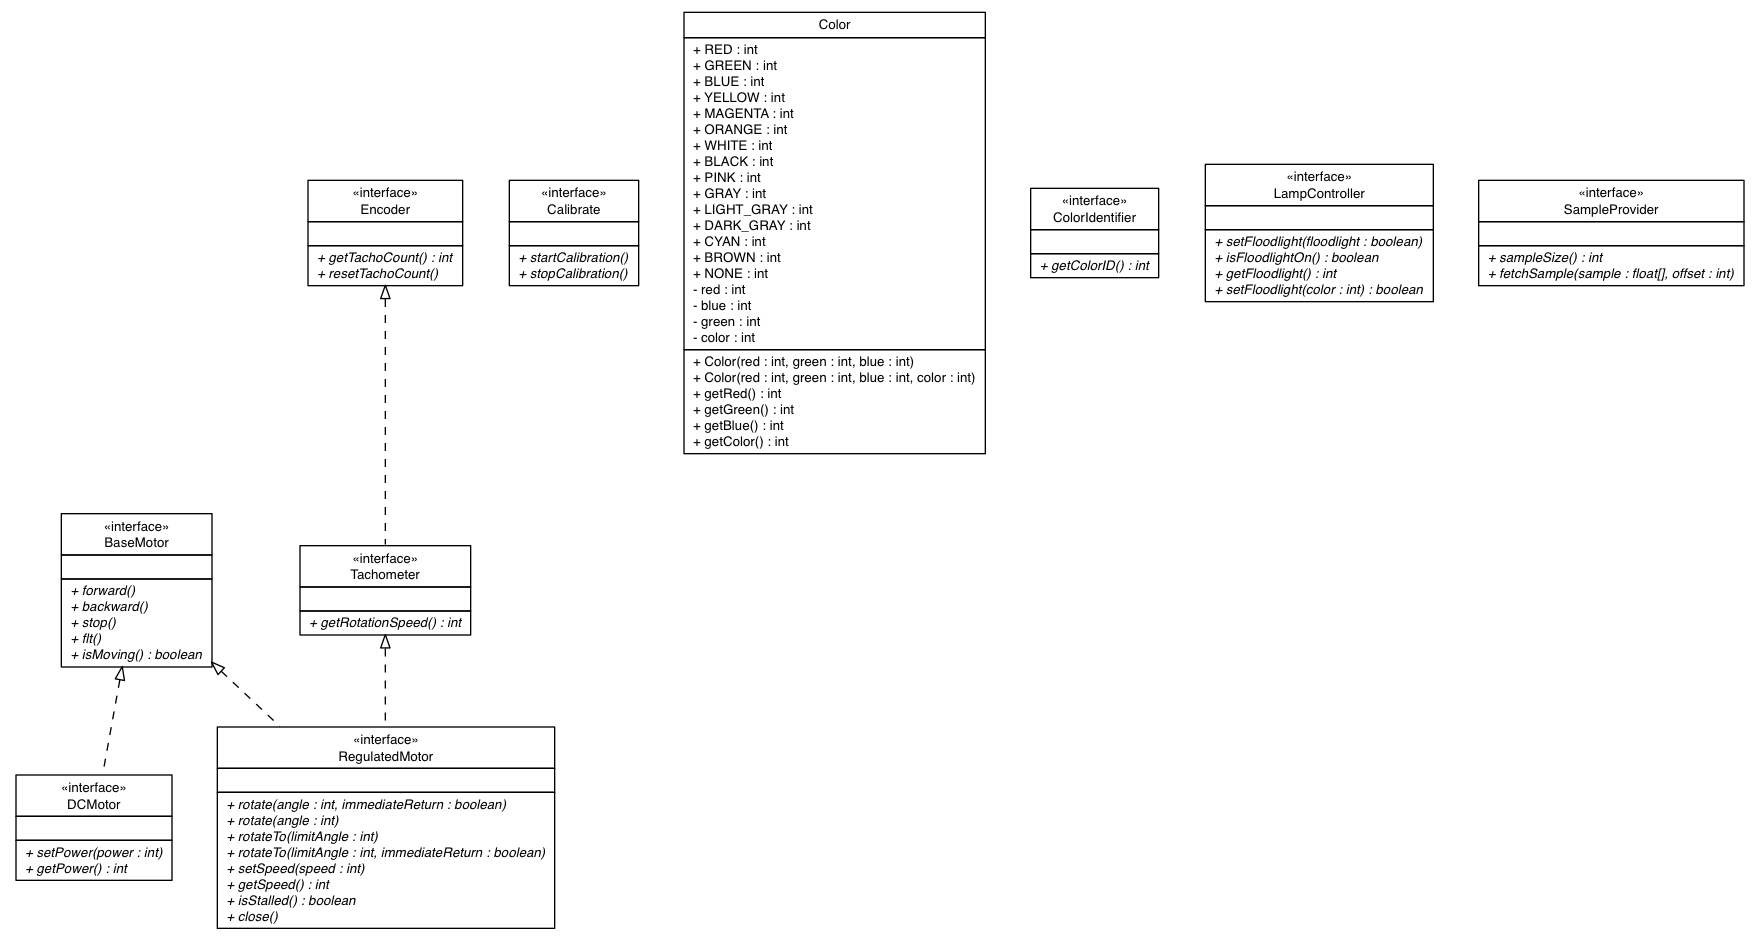 «interface»
Encoder
+ getTachoCount() : int
+ resetTachoCount()
«interface»
Calibrate
+ startCalibration()
+ stopCalibration()
Color
+ RED : int
+ GREEN : int
+ BLUE : int
+ YELLOW : int
+ MAGENTA : int
+ ORANGE : int
+ WHITE : int
+ BLACK : int
+ PINK : int
+ GRAY : int
+ LIGHT_GRAY : int
+ DARK_GRAY : int
+ CYAN : int
+ BROWN : int
+ NONE : int
- red : int
- blue : int
- green : int
- color : int
+ Color(red : int, green : int, blue : int)
+ Color(red : int, green : int, blue : int, color : int)
+ getRed() : int
+ getGreen() : int
+ getBlue() : int
+ getColor() : int
«interface»
ColorIdentifier
+ getColorID() : int
«interface»
LampController
+ setFloodlight(floodlight : boolean)
+ isFloodlightOn() : boolean
+ getFloodlight() : int
+ setFloodlight(color : int) : boolean
«interface»
SampleProvider
+ sampleSize() : int
+ fetchSample(sample : float[], offset : int)
«interface»
BaseMotor
+ forward()
+ backward()
+ stop()
+ flt()
+ isMoving() : boolean
«interface»
Tachometer
+ getRotationSpeed() : int
«interface»
DCMotor
+ setPower(power : int)
+ getPower() : int
«interface»
RegulatedMotor
+ rotate(angle : int, immediateReturn : boolean)
+ rotate(angle : int)
+ rotateTo(limitAngle : int)
+ rotateTo(limitAngle : int, immediateReturn : boolean)
+ setSpeed(speed : int)
+ getSpeed() : int
+ isStalled() : boolean
+ close()